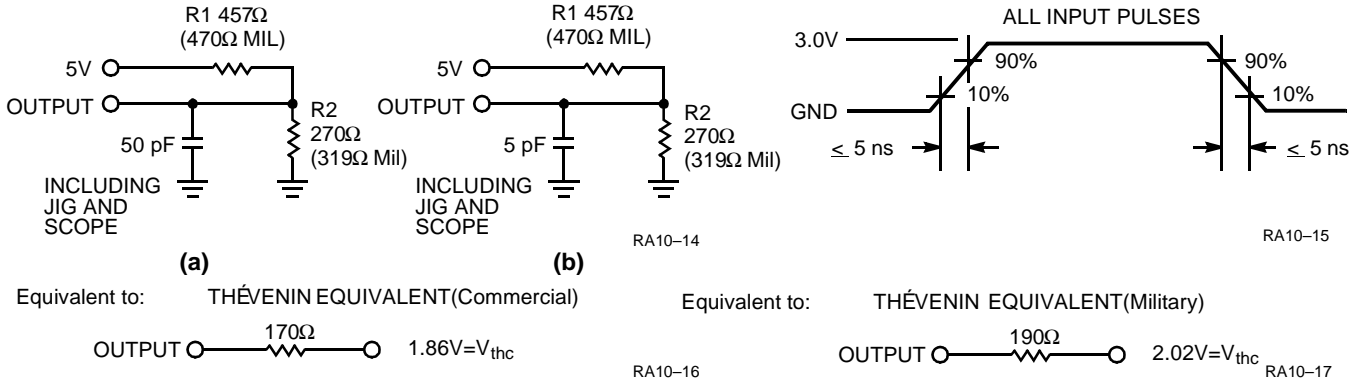 R1 457Ω
(470Ω MIL)
5V
OUTPUT
50 pF
R2
270Ω
(319Ω Mil)
INCLUDING
JIG AND
SCOPE
(a)
R1 457Ω
(470Ω MIL)
5V
OUTPUT
5 pF
R2
270Ω
(319Ω Mil)
INCLUDING
JIG AND
SCOPE
(b)
RA10–14
ALL INPUT PULSES
3.0V
90%
10%
GND
≤ 5 ns
90%
10%
≤ 5 ns
RA10–15
Equivalent to: THÉVENIN EQUIVALENT(Commercial)
170Ω
OUTPUT 1.86V=Vthc
RA10–16
Equivalent to: THÉVENIN EQUIVALENT(Military)
190Ω
OUTPUT 2.02V=Vthc
RA10–17